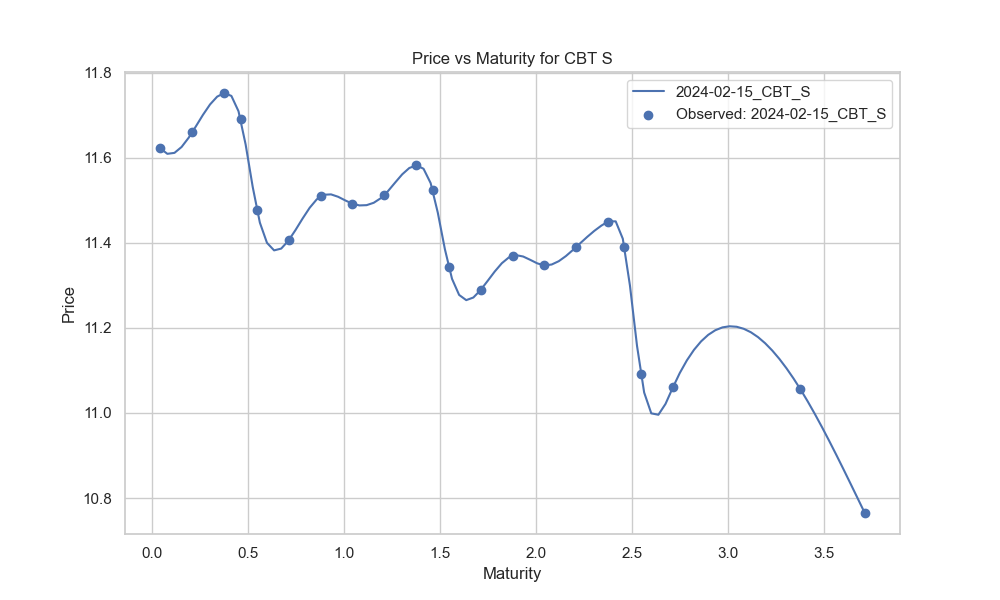 Price vs Maturity for CBT S
2024-02-15_CBT_S
Observed: 2024-02-15_CBT_S
Price
11.8
11.6
11.4
11.2
11.0
10.8
0.0 0.5 1.0 1.5 2.0 2.5 3.0 3.5
Maturity